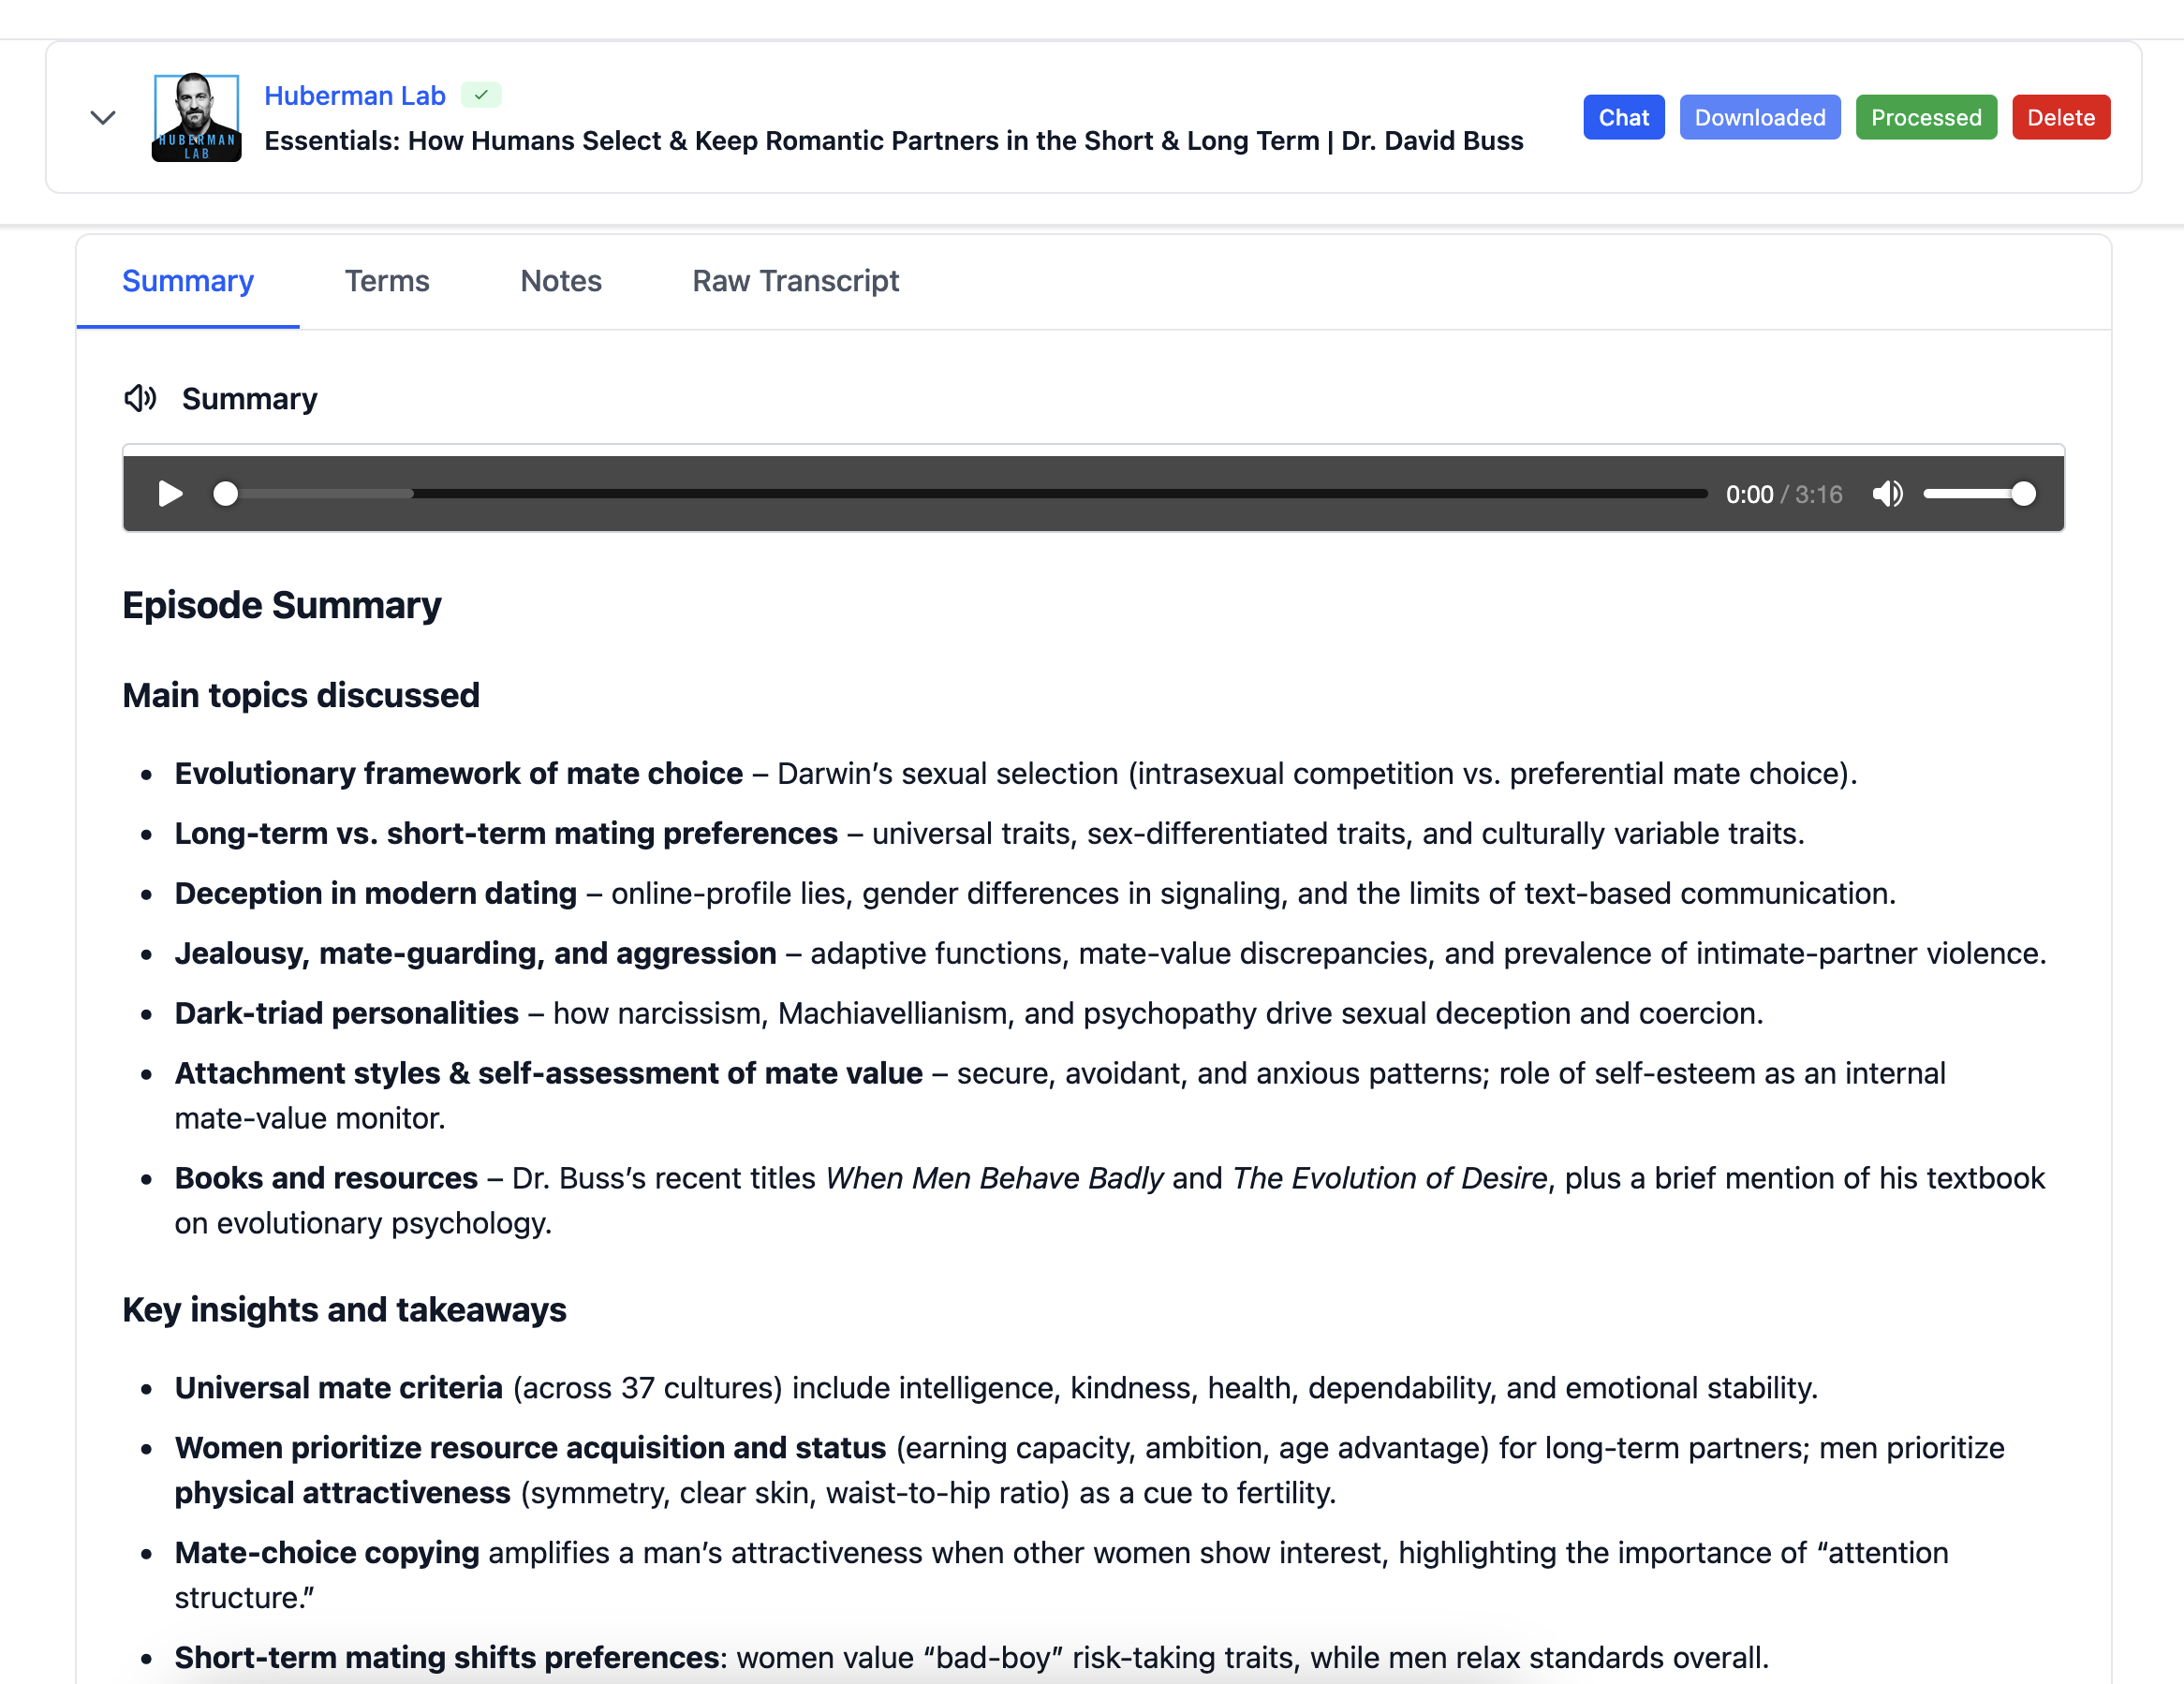 Huberman Lab
HUBERMAN
LAB
Essentials: How Humans Select & Keep Romantic Partners in the Short & Long Term | Dr. David Buss
Chat
Downloaded
Processed
Delete
Summary
Terms
Notes
Raw Transcript
Summary
0:00 / 3:16
Episode Summary
Main topics discussed
• Evolutionary framework of mate choice – Darwin’s sexual selection (intrasexual competition vs. preferential mate choice).
• Long-term vs. short-term mating preferences – universal traits, sex-differentiated traits, and culturally variable traits.
• Deception in modern dating – online-profile lies, gender differences in signaling, and the limits of text-based communication.
• Jealousy, mate-guarding, and aggression – adaptive functions, mate-value discrepancies, and prevalence of intimate-partner violence.
• Dark-triad personalities – how narcissism, Machiavellianism, and psychopathy drive sexual deception and coercion.
• Attachment styles & self-assessment of mate value – secure, avoidant, and anxious patterns; role of self-esteem as an internal
mate-value monitor.
• Books and resources – Dr. Buss’s recent titles When Men Behave Badly and The Evolution of Desire, plus a brief mention of his textbook
on evolutionary psychology.
Key insights and takeaways
• Universal mate criteria (across 37 cultures) include intelligence, kindness, health, dependability, and emotional stability.
• Women prioritize resource acquisition and status (earning capacity, ambition, age advantage) for long-term partners; men prioritize
physical attractiveness (symmetry, clear skin, waist-to-hip ratio) as a cue to fertility.
• Mate-choice copying amplifies a man’s attractiveness when other women show interest, highlighting the importance of “attention
structure.”
• Short-term mating shifts preferences: women value “bad-boy” risk-taking traits, while men relax standards overall.